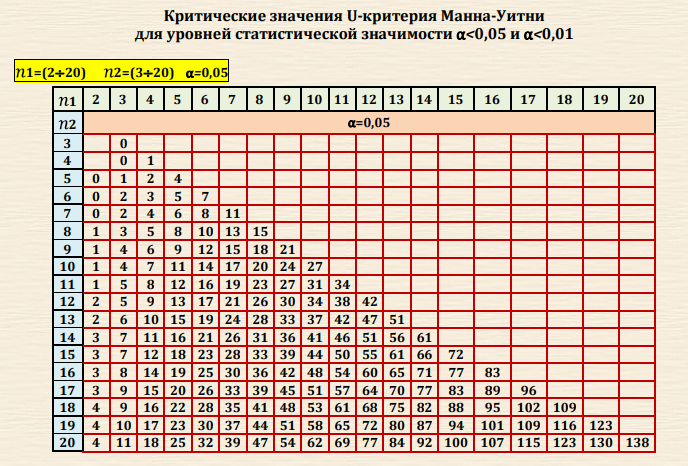 Критические значения U-критерия Манна-Уитни
для уровней статистической значимости α<0,05 и α<0,01
n1=(2÷20) n2=(3÷20) α=0,05
n1 2 3 4 5 6 7 8 9 10 11 12 13 14 15 16 17 18 19 20
n2 α=0,05
3 0
4 0 1
5 0 1 2 4
6 0 2 3 5 7
7 0 2 4 6 8 11
8 1 3 5 8 10 13 15
9 1 4 6 9 12 15 18 21
10 1 4 7 11 14 17 20 24 27
11 1 5 8 12 16 19 23 27 31 34
12 2 5 9 13 17 21 26 30 34 38 42
13 2 6 10 15 19 24 28 33 37 42 47 51
14 3 7 11 16 21 26 31 36 41 46 51 56 61
15 3 7 12 18 23 28 33 39 44 50 55 61 66 72
16 3 8 14 19 25 30 36 42 48 54 60 65 71 77 83
17 3 9 15 20 26 33 39 45 51 57 64 70 77 83 89 96
18 4 9 16 22 28 35 41 48 53 61 68 75 82 88 95 102 109
19 4 10 17 23 30 37 44 51 58 65 72 80 87 94 101 109 116 123
20 4 11 18 25 32 39 47 54 62 69 77 84 92 100 107 115 123 130 138